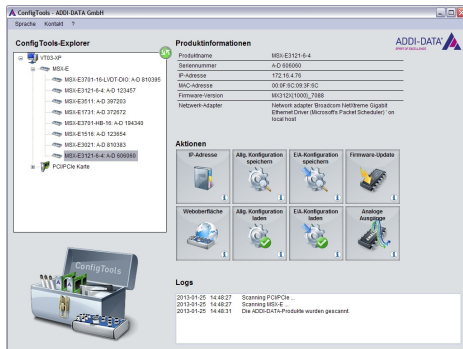 ConfigTools - ADDI-DATA GmbH
Sprache Kontakt ?
ConfigTools-Explorer
VT03-XP
MSX-E
MSX-E3701-16-LVDT-DIO: A-D 810395
MSX-E3121-6-4: A-D 123457
MSX-E3511: A-D 397203
MSX-E1731: A-D 372672
MSX-E3701-HB-16: A-D 194340
MSX-E1516: A-D 123654
MSX-E3021: A-D 810383
MSX-E3121-6-4: A-D 606060
PCI/PCIe Karte
ConfigTools
Produktinformationen
ADDI-DATA
SPIRIT OF EXCELLENCE
Produktname MSX-E3121-6-4
Seriennummer A-D 606060
IP-Adresse 172.16.4.76
MAC-Adresse 00:0F:6C:09:3F:6C
Firmware-Version MX312X(1000)_7088
Netzwerk-Adapter Network adapter 'Broadcom NetXtreme Gigabit
Ethernet Driver (Microsoft's Packet Scheduler) ' on
local host
Aktionen
IP-Adresse
Allg. Konfiguration
speichern
E/A-Konfiguration
speichern
Firmware-Update
Weboberfläche
Allg. Konfiguration
laden
E/A-Konfiguration
laden
Analoge
Ausgänge
Logs
2013-01-25 14:48:27 Scanning PCI/PCIe ...
2013-01-25 14:48:27 Scanning MSX-E ...
2013-01-25 14:48:31 Die ADDI-DATA-Produkte wurden gescannt.